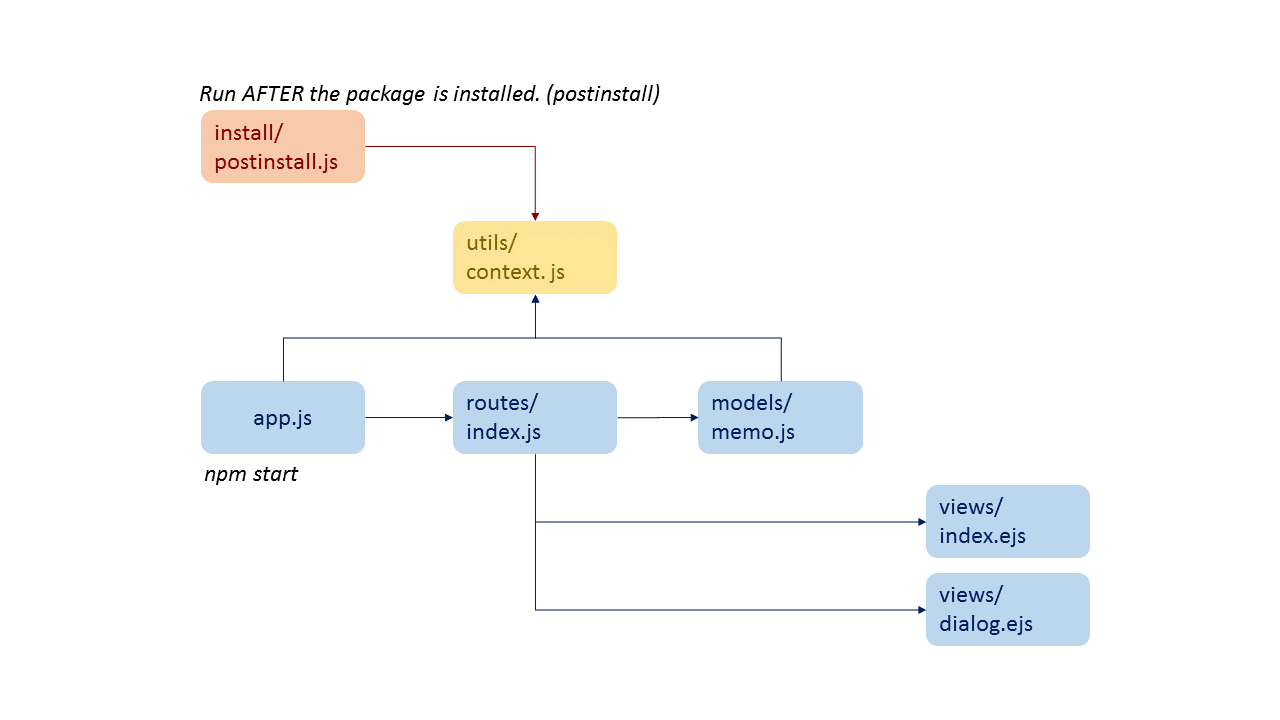 Run AFTER the package is installed. (postinstall)
install/
postinstall.js
utils/
context. js
app.js
routes/
index.js
models/
memo.js
npm start
views/
index.ejs
views/
dialog.ejs